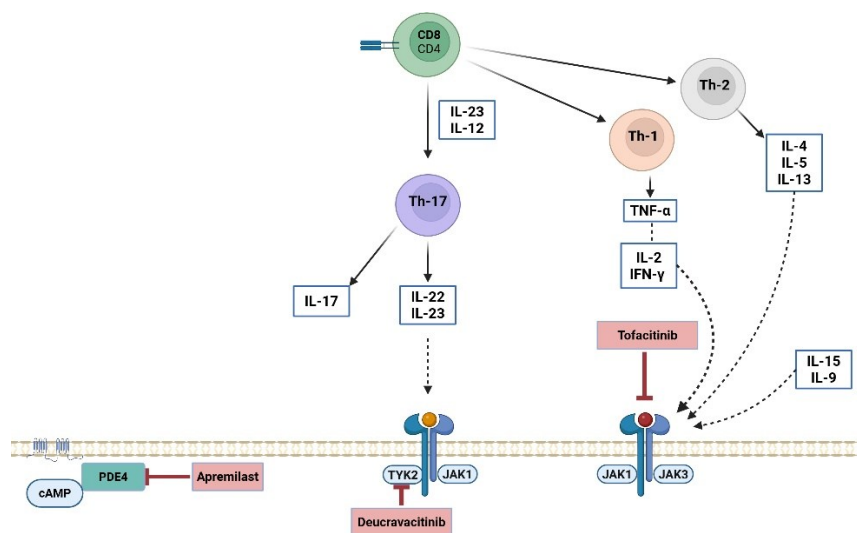 CD8
CD4
Th-2
IL-23
IL-12
Th-1
IL-4
IL-5
IL-13
Th-17
TNF-α
IL-2
IFN-γ
IL-17
IL-22
IL-23
Tofacitinib
IL-15
IL-9
PDE4
cAMP
Apremilast
TYK2
JAK1
JAK1
JAK3
Deucravacitinib